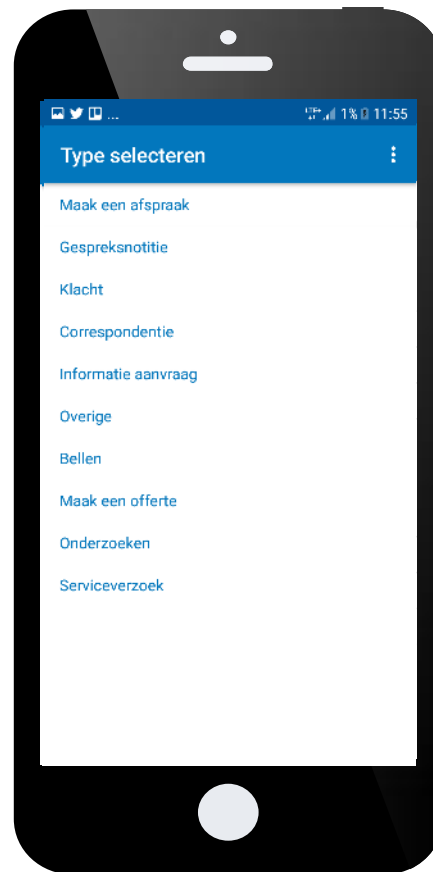 ... LTE+ 1% 11:55
Type selecteren
Maak een afspraak
Gespreksnotitie
Klacht
Correspondentie
Informatie aanvraag
Overige
Bellen
Maak een offerte
Onderzoeken
Serviceverzoek